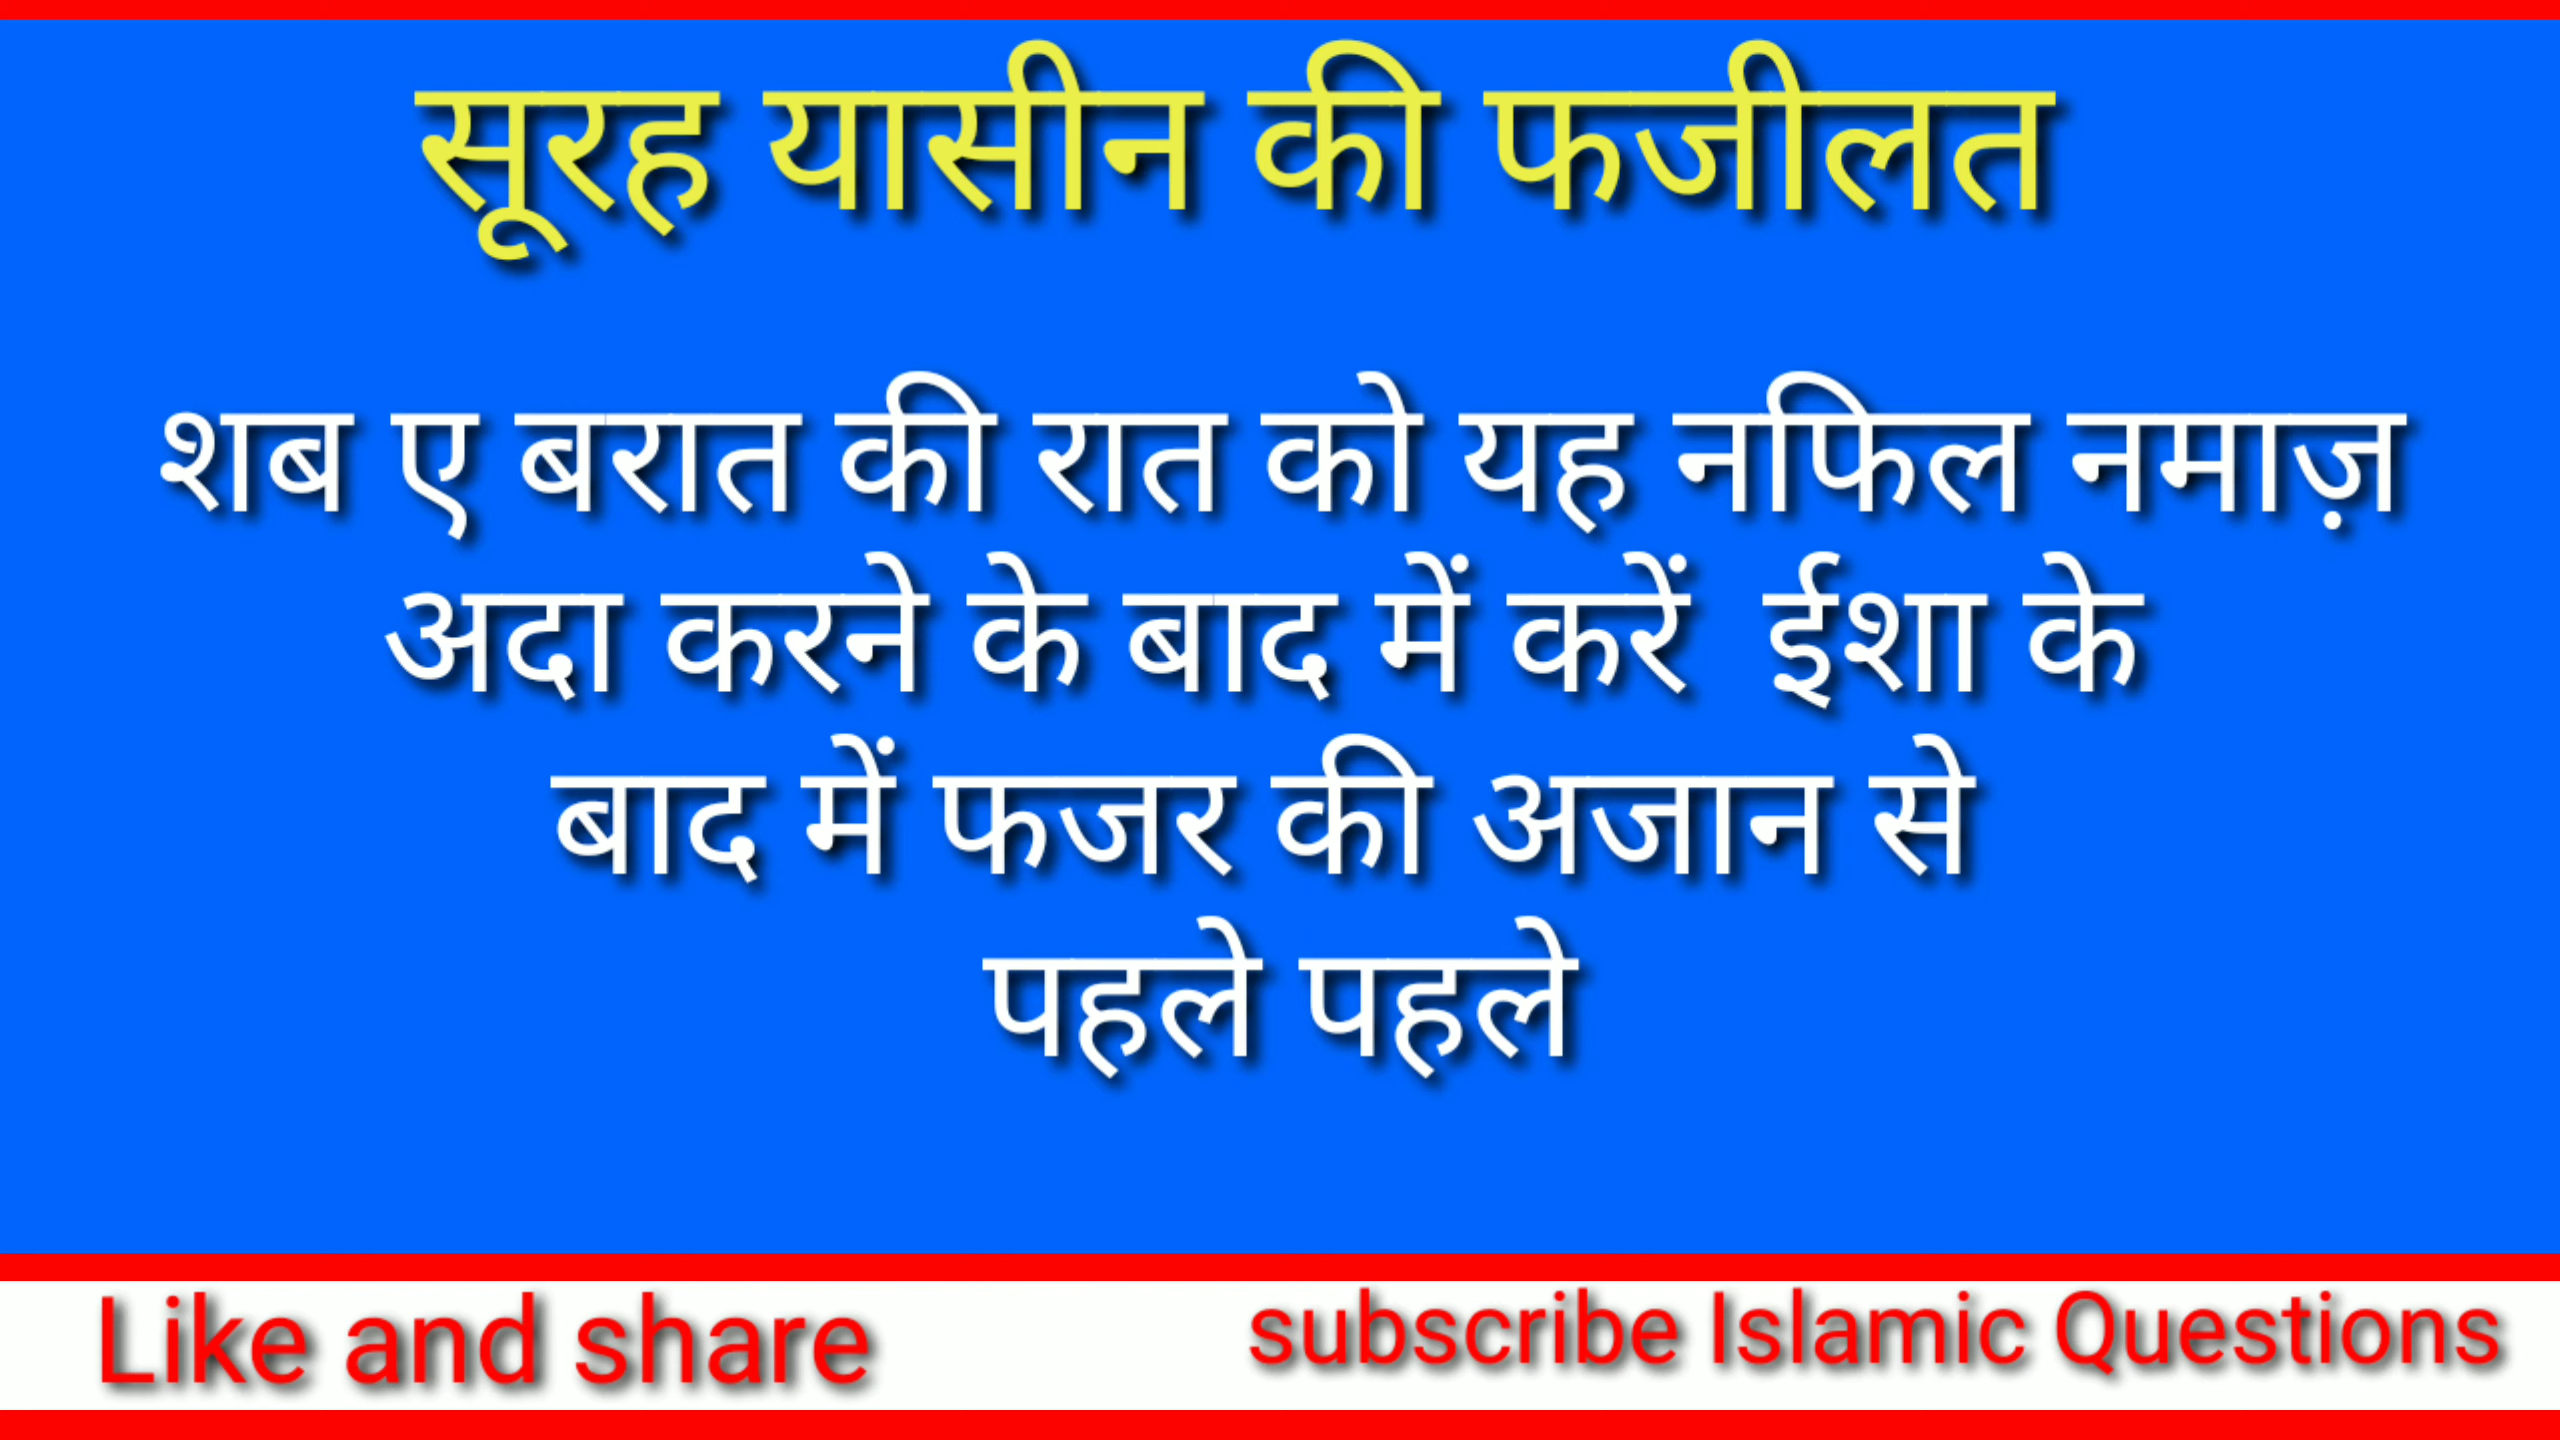 सूरह यासीन की फजीलत
शब ए बरात की रात को यह नफिल नमाज़
अदा करने के बाद में करें  ईशा के
बाद में फजर की अजान से
पहले पहले
Like and share
subscribe Islamic Questions